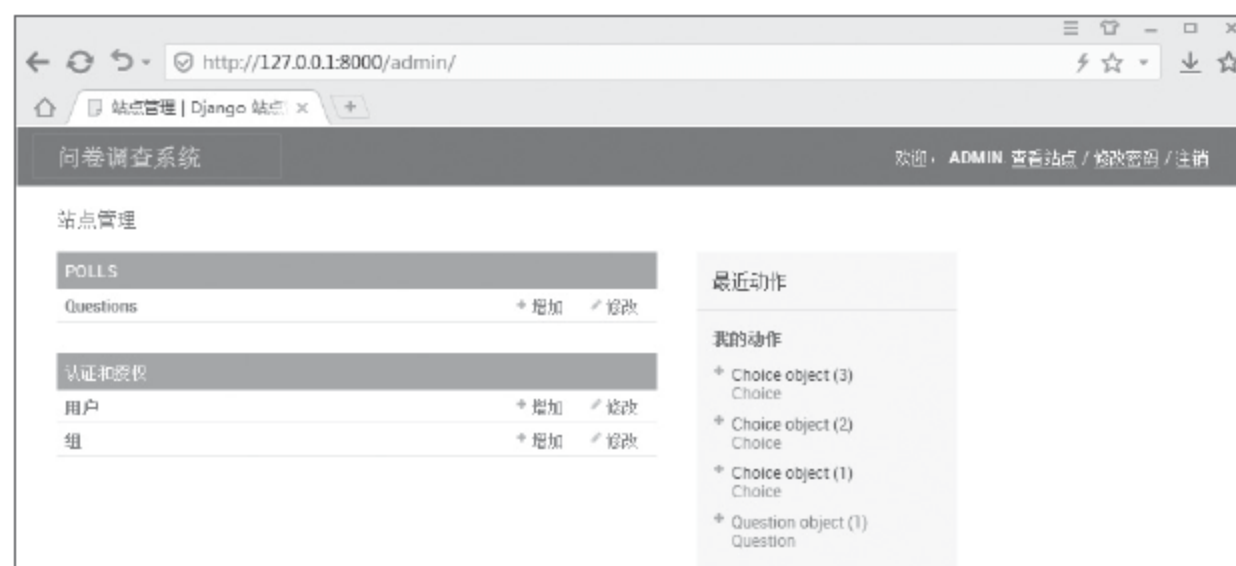 http://127.0.0.1:8000/admin/
站点管理 | Django 站点
问卷调查系统
欢迎， ADMIN. 查看站点 / 修改密码 / 注销
站点管理
POLLS
Questions
增加 修改
认证和授权
用户
增加 修改
组
增加 修改
最近动作
我的动作
Choice object (3)
Choice
Choice object (2)
Choice
Choice object (1)
Choice
Question object (1)
Question